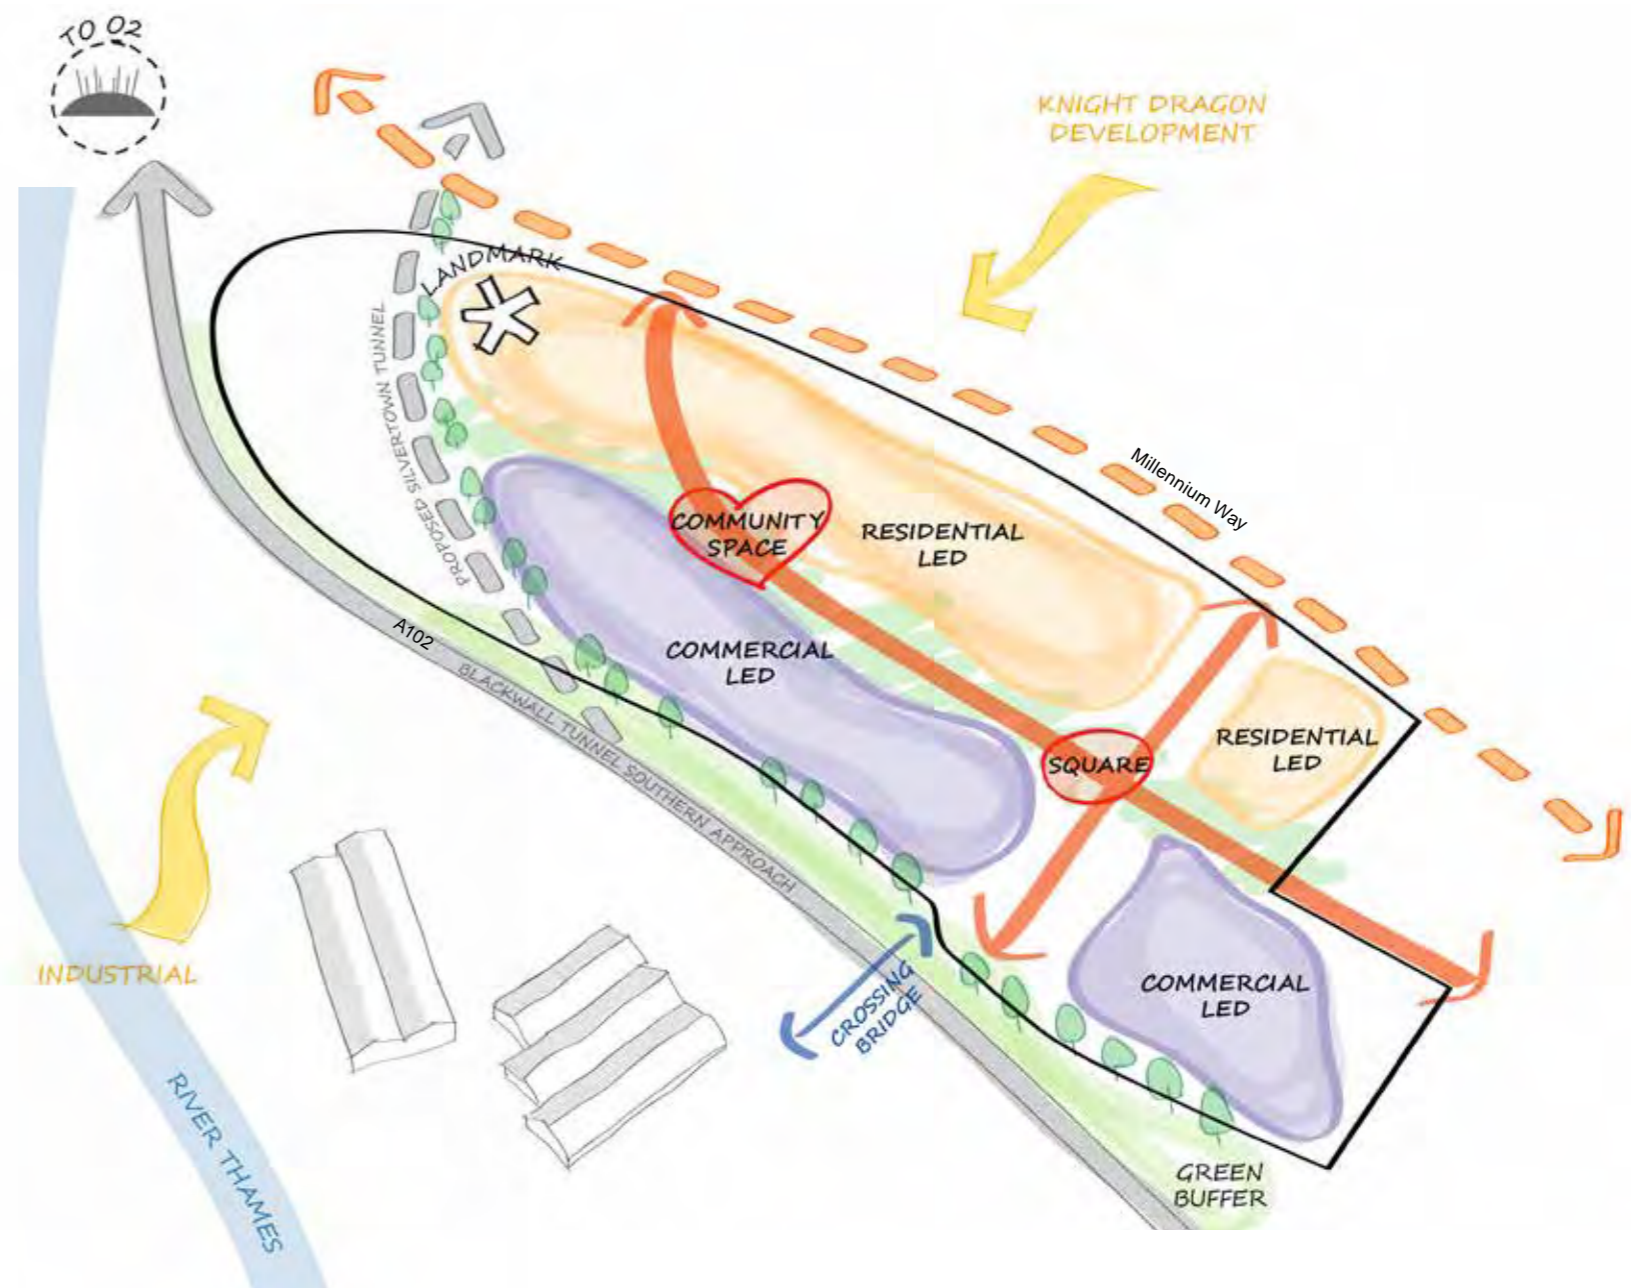 TO O2
KNIGHT DRAGON
DEVELOPMENT
LANDMARK
PROPOSED SILVERTOWN TUNNEL
Millennium Way
COMMUNITY
SPACE
RESIDENTIAL
LED
A102
COMMERCIAL
LED
BLACKWALL TUNNEL SOUTHERN APPROACH
SQUARE
RESIDENTIAL
LED
INDUSTRIAL
CROSSING
BRIDGE
COMMERCIAL
LED
RIVER THAMES
GREEN
BUFFER